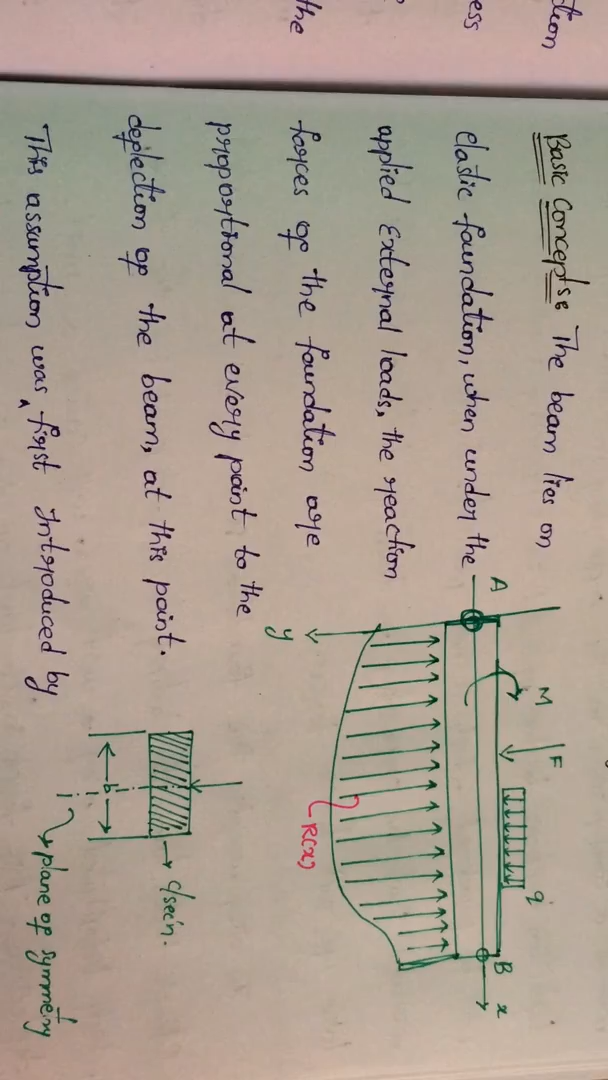 ction
ess
the
Basic Concepts:- The beam lies on
elastic foundation, when under the
applied external loads, the reaction
forces of the foundation are
proportional at every point to the
deflection of the beam, at this point.
This assumption was first Introduced by
A
M
F
q
B
x
y
R(x)
b
c/secn.
plane of symmetry